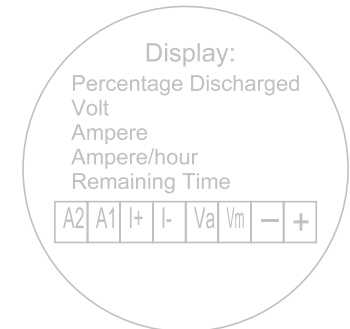 Display:
Percentage Discharged
Volt
Ampere
Ampere/hour
Remaining Time
A2 A1 I+ I- Va Vm − +